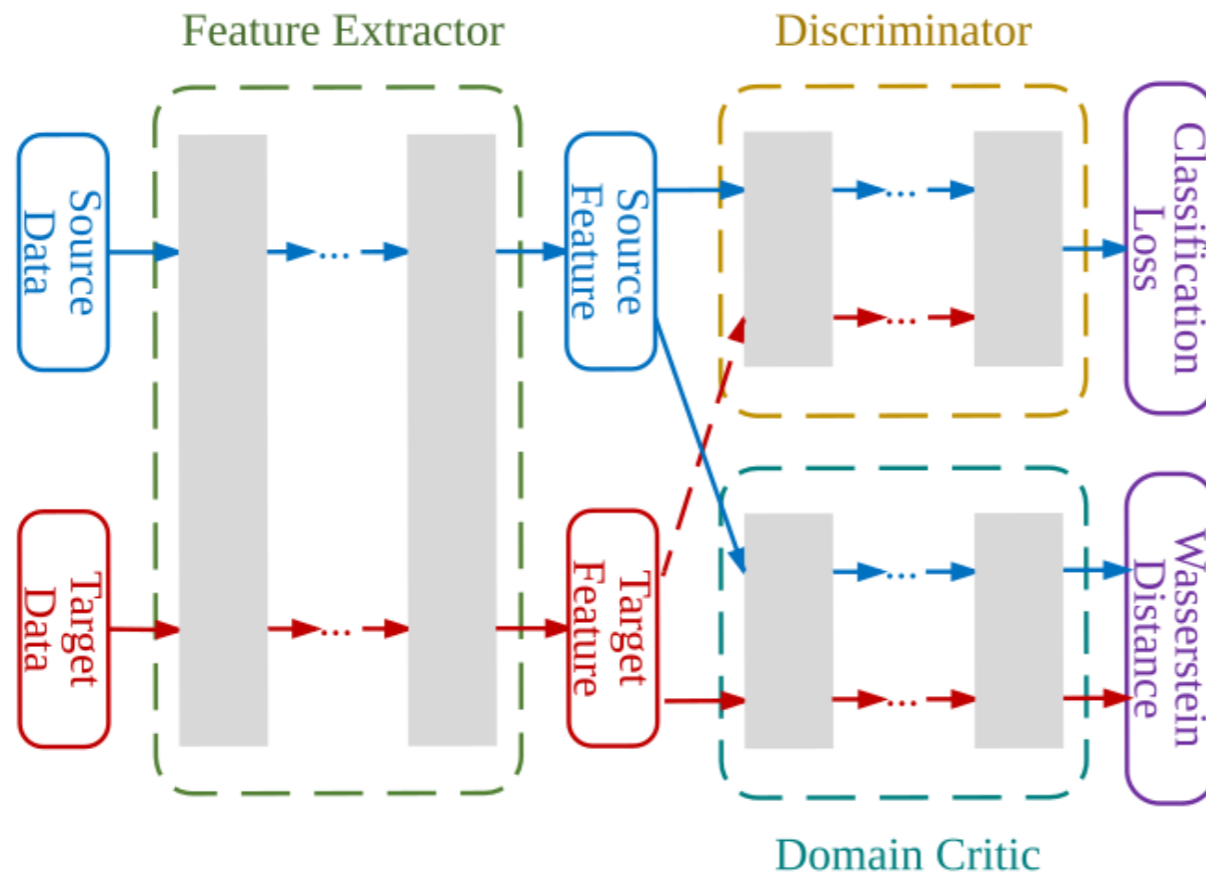 Feature Extractor
Discriminator
Source
Data
Source
Feature
...
...
...
Classification
Loss
Target
Data
Target
Feature
...
...
...
Wasserstein
Distance
Domain Critic